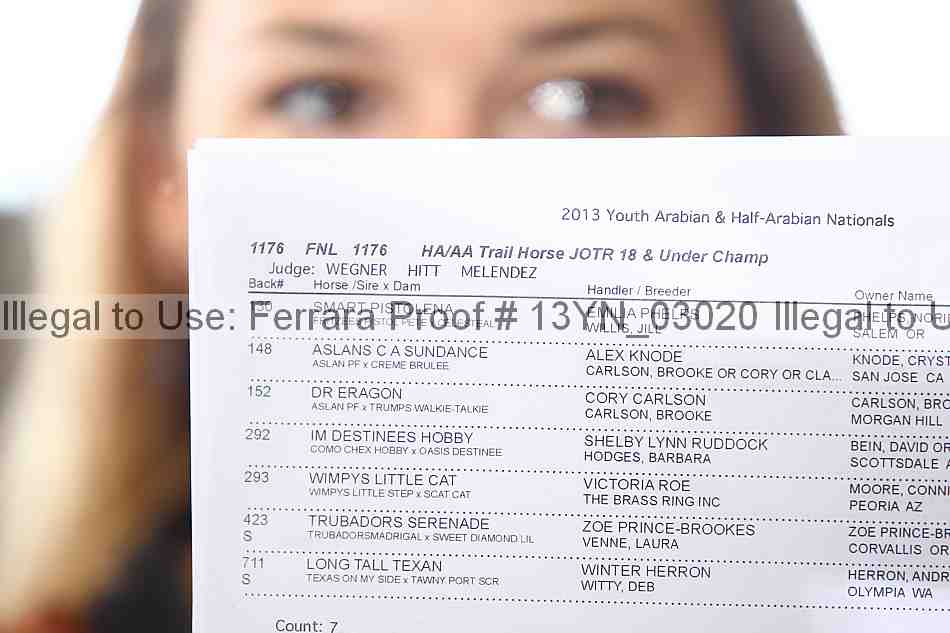 2013 Youth Arabian & Half-Arabian Nationals
1176 FNL 1176 HA/AA Trail Horse JOTR 18 & Under Champ
Judge: WEGNER HITT MELENDEZ
Back# Horse /Sire x Dam Handler / Breeder Owner Name,
SMART PISTOLENA EMILIA PHELPS PHELPS
WILLIS, JILL SALEM OR
Illegal to Use: Ferrara Proof # 13YN_03020 Illegal to U
148 ASLANS C A SUNDANCE ALEX KNODE KNODE, CRYST
ASLAN PF x CREME BRULEE CARLSON, BROOKE OR CORY OR CLA... SAN JOSE CA
152 DR ERAGON CORY CARLSON CARLSON, BRO
ASLAN PF x TRUMPS WALKIE-TALKIE CARLSON, BROOKE MORGAN HILL
292 IM DESTINEES HOBBY SHELBY LYNN RUDDOCK BEIN, DAVID OR
COMO CHEX HOBBY x OASIS DESTINEE HODGES, BARBARA SCOTTSDALE A
293 WIMPYS LITTLE CAT VICTORIA ROE MOORE, CONNI
WIMPYS LITTLE STEP x SCAT CAT THE BRASS RING INC PEORIA AZ
423 TRUBADORS SERENADE ZOE PRINCE-BROOKES ZOE PRINCE-BR
S TRUBADORSMADRIGAL x SWEET DIAMOND LIL VENNE, LAURA CORVALLIS OR
711 LONG TALL TEXAN WINTER HERRON HERRON, ANDR
S TEXAS ON MY SIDE x TAWNY PORT SCR WITTY, DEB OLYMPIA WA
Count: 7